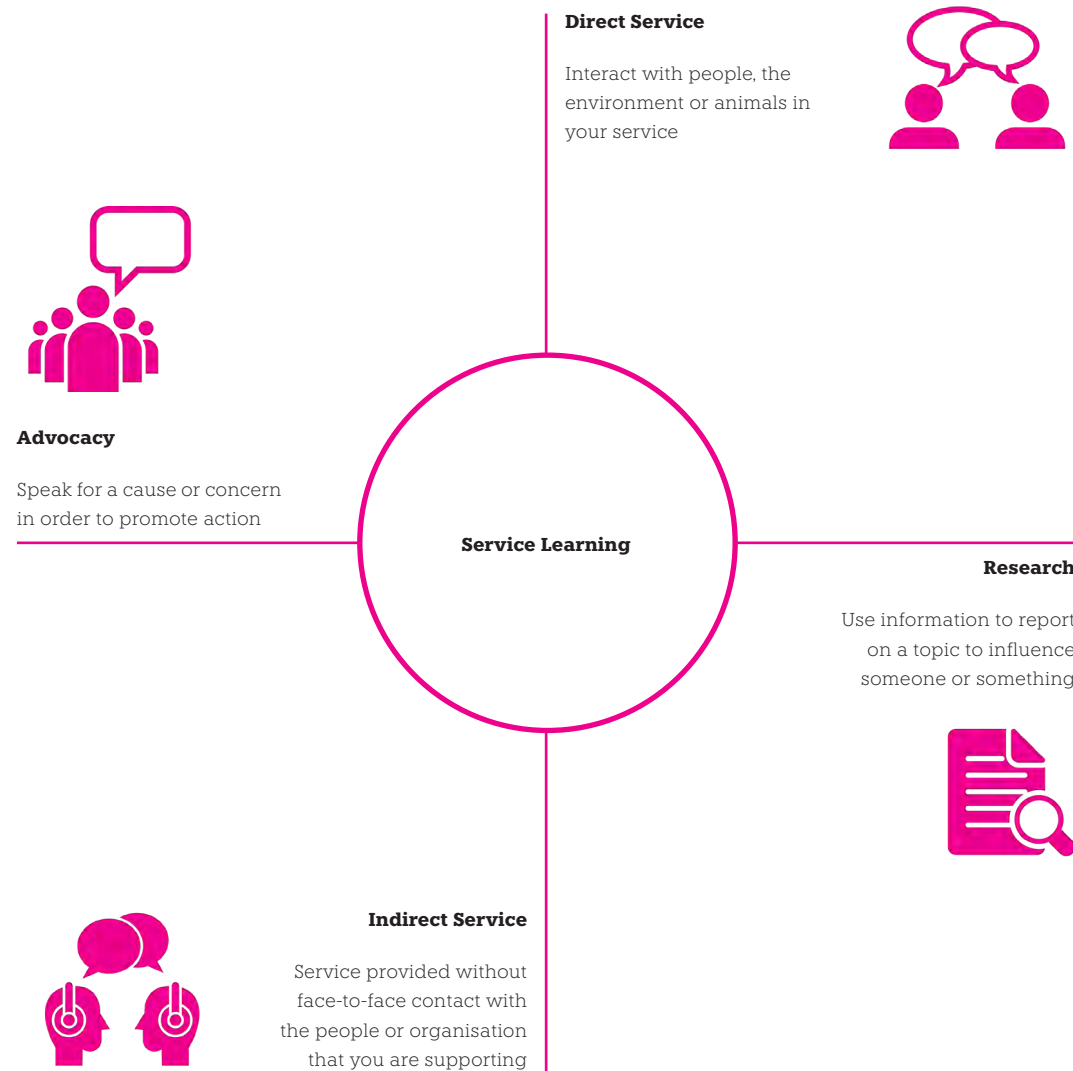 Direct Service
Interact with people, the
environment or animals in
your service
Advocacy
Speak for a cause or concern
in order to promote action
Service Learning
Research
Use information to report
on a topic to influence
someone or something
Indirect Service
Service provided without
face-to-face contact with
the people or organisation
that you are supporting